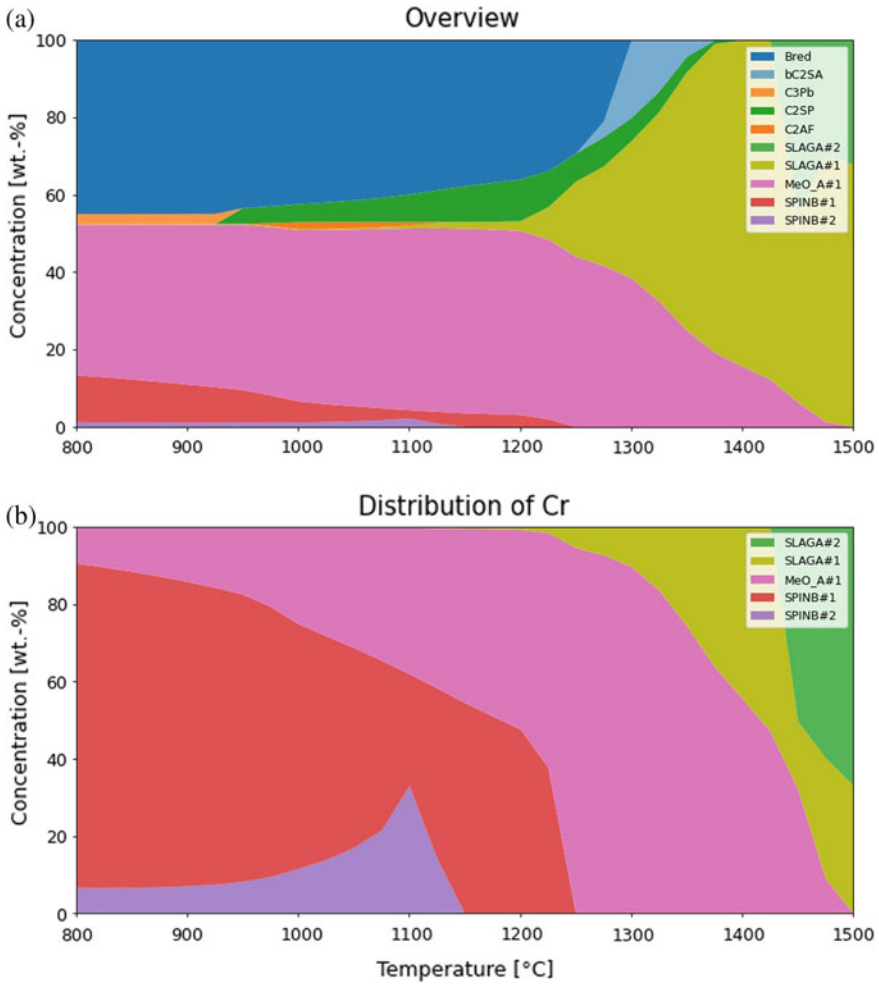 (a)
Overview
Concentration [wt.-%]
100
80
60
40
20
0
Bred
bC2SA
C3Pb
C2SP
C2AF
SLAGA#2
SLAGA#1
MeO_A#1
SPINB#1
SPINB#2
800 900 1000 1100 1200 1300 1400 1500
(b)
Distribution of Cr
Concentration [wt.-%]
100
80
60
40
20
0
SLAGA#2
SLAGA#1
MeO_A#1
SPINB#1
SPINB#2
800 900 1000 1100 1200 1300 1400 1500
Temperature [°C]